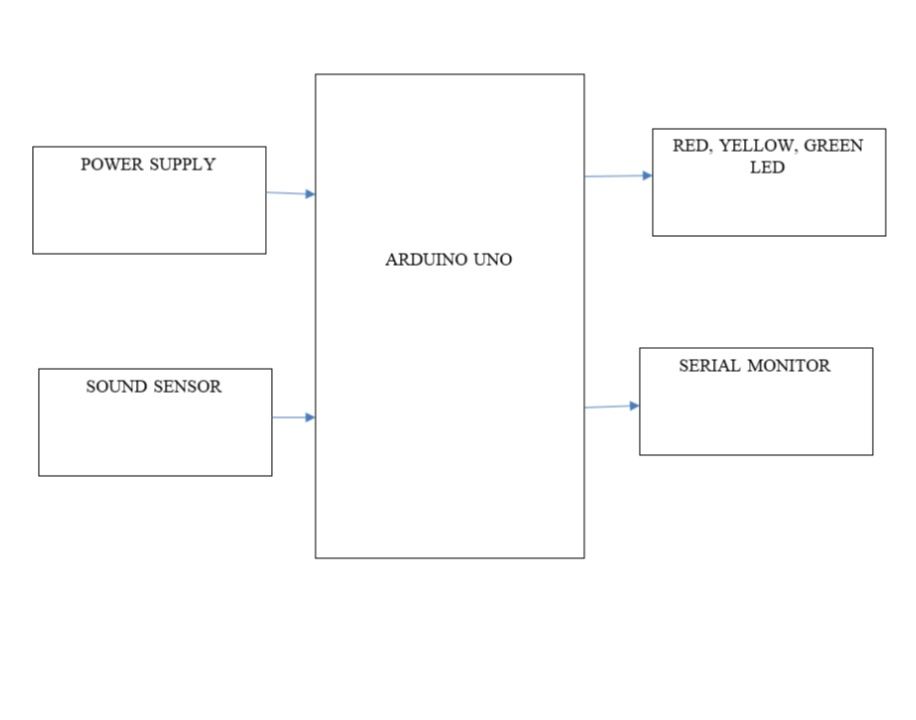 POWER SUPPLY
SOUND SENSOR
ARDUINO UNO
RED, YELLOW, GREEN
LED
SERIAL MONITOR